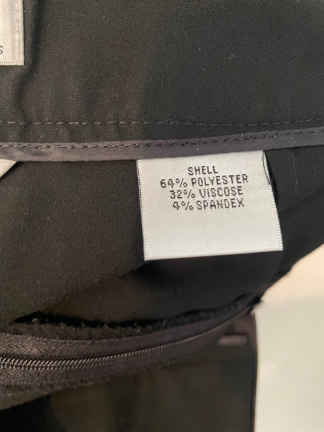 S
SHELL
64% POLYESTER
32% VISCOSE
4% SPANDEX